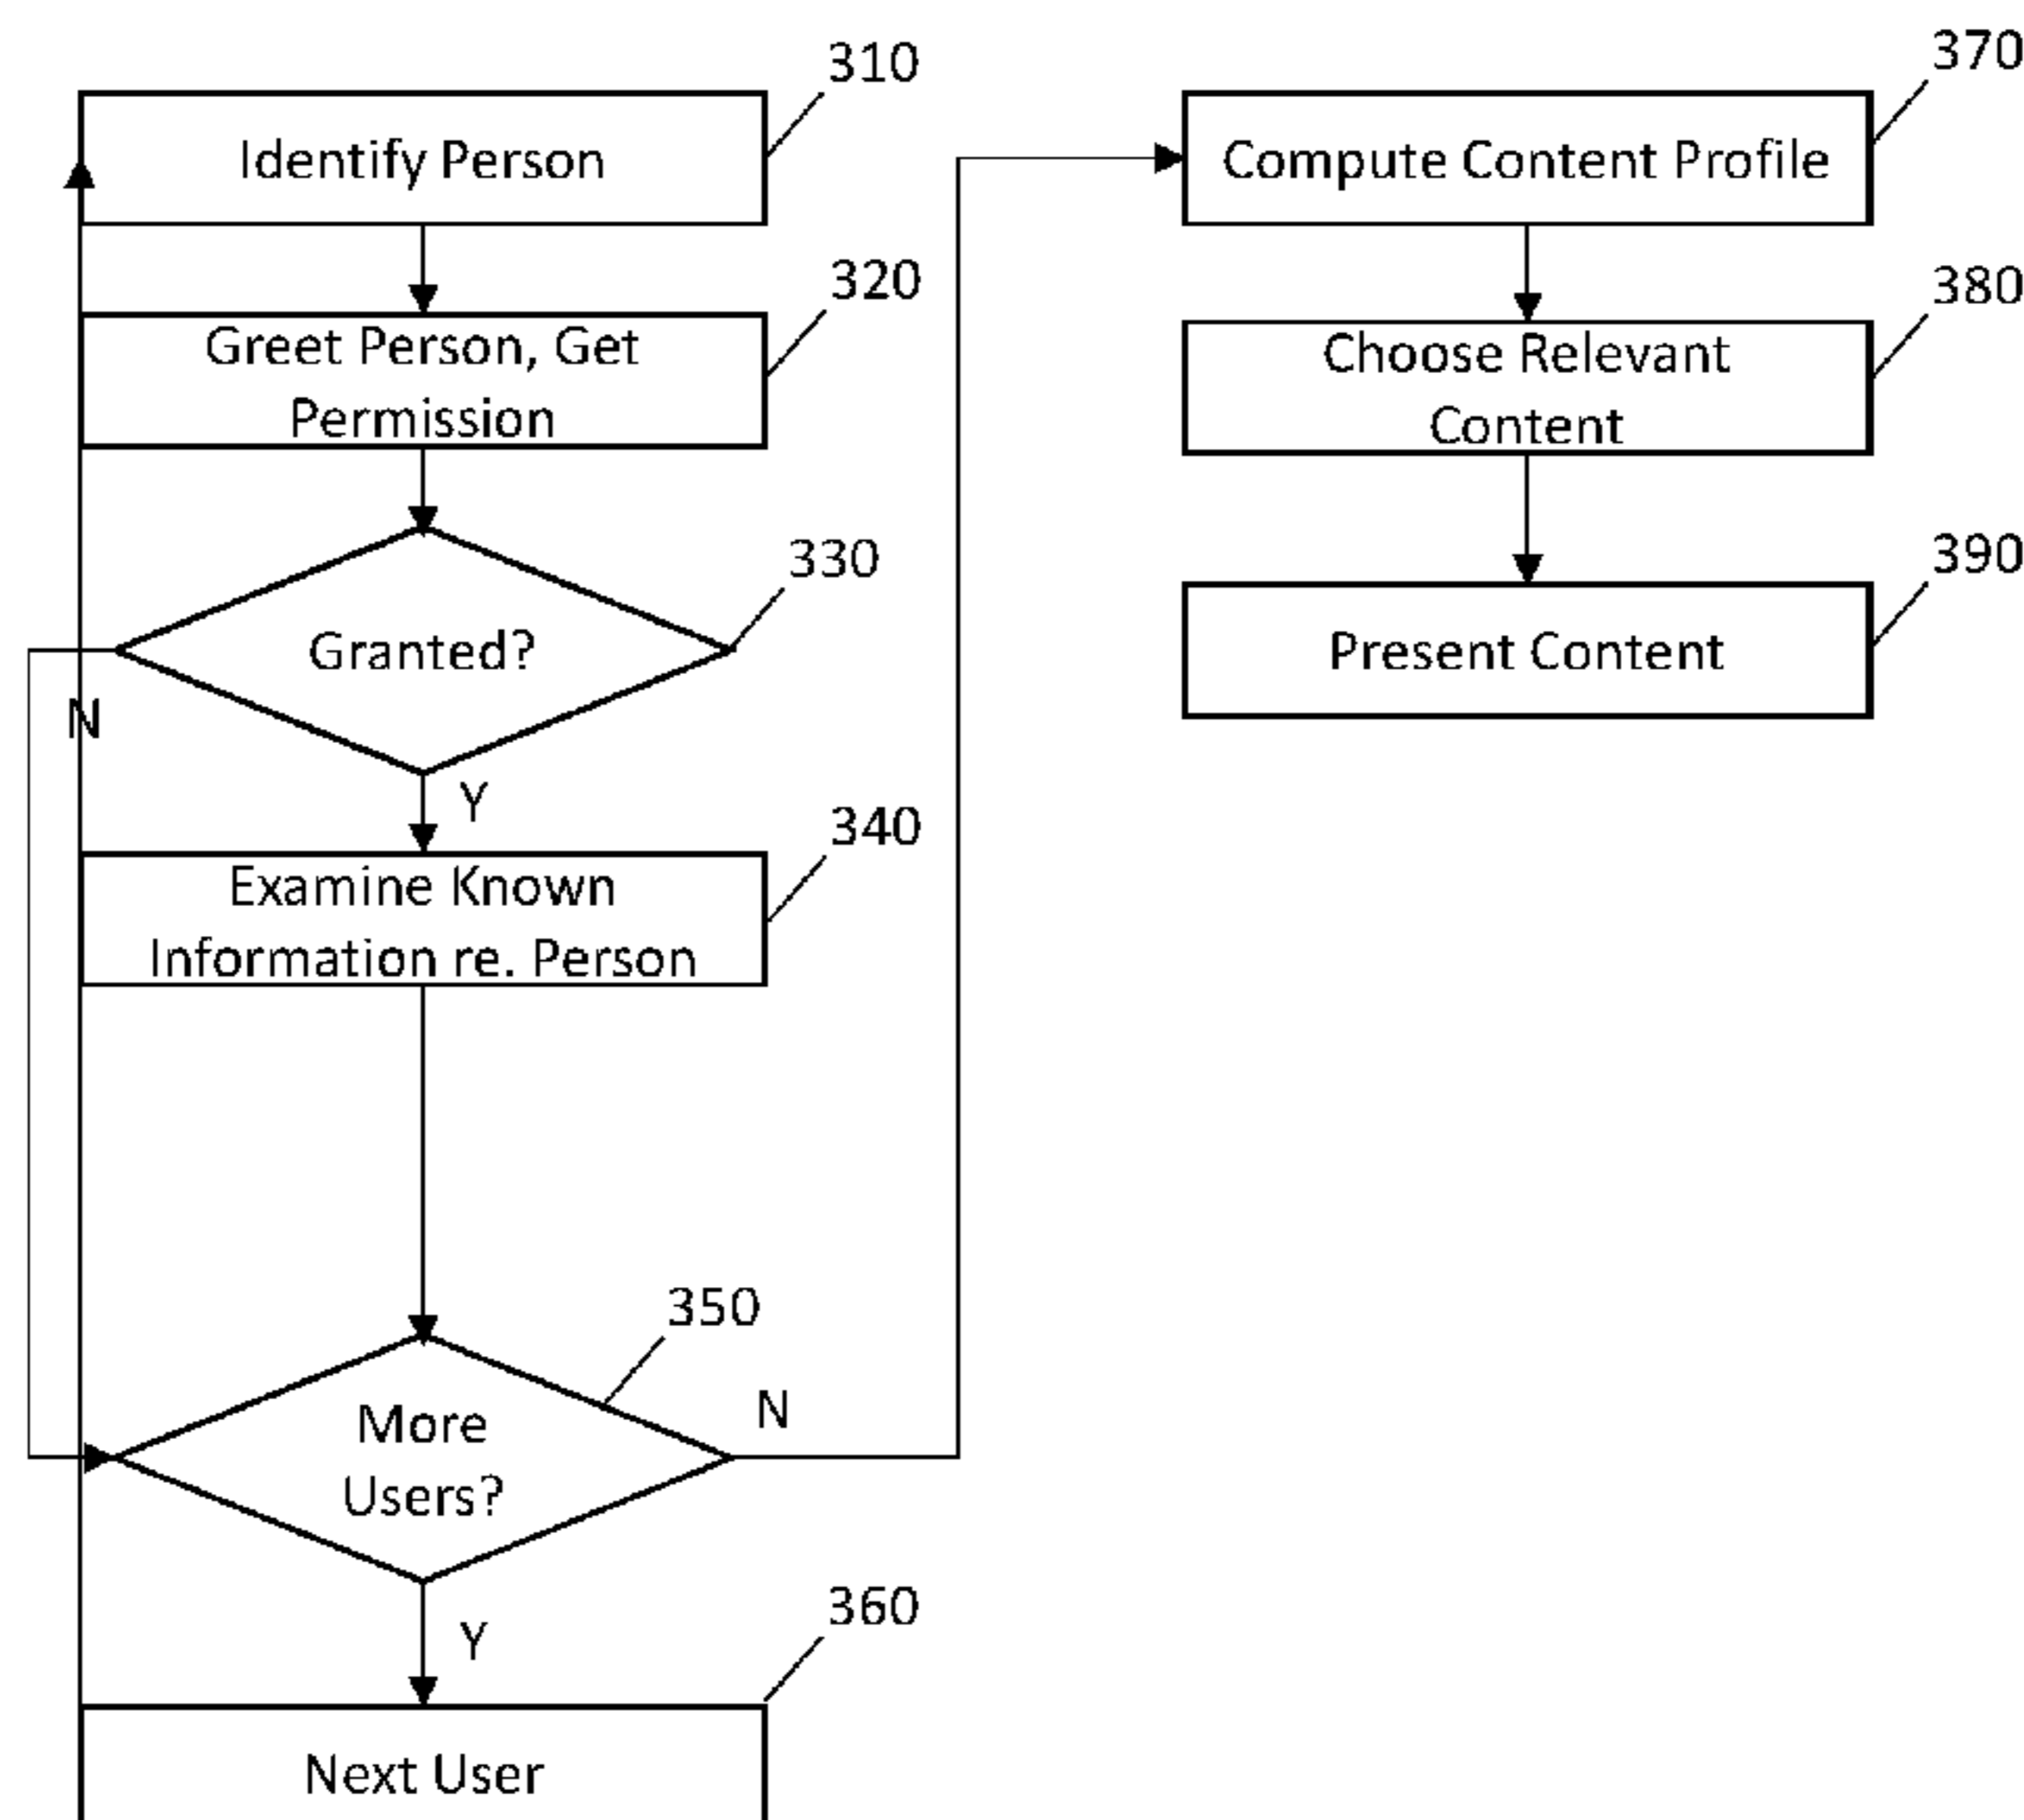 310
Identify Person
320
Greet Person, Get
Permission
330
Granted?
N
Y
340
Examine Known
Information re. Person
350
More
Users?
N
Y
360
Next User
370
Compute Content Profile
380
Choose Relevant
Content
390
Present Content